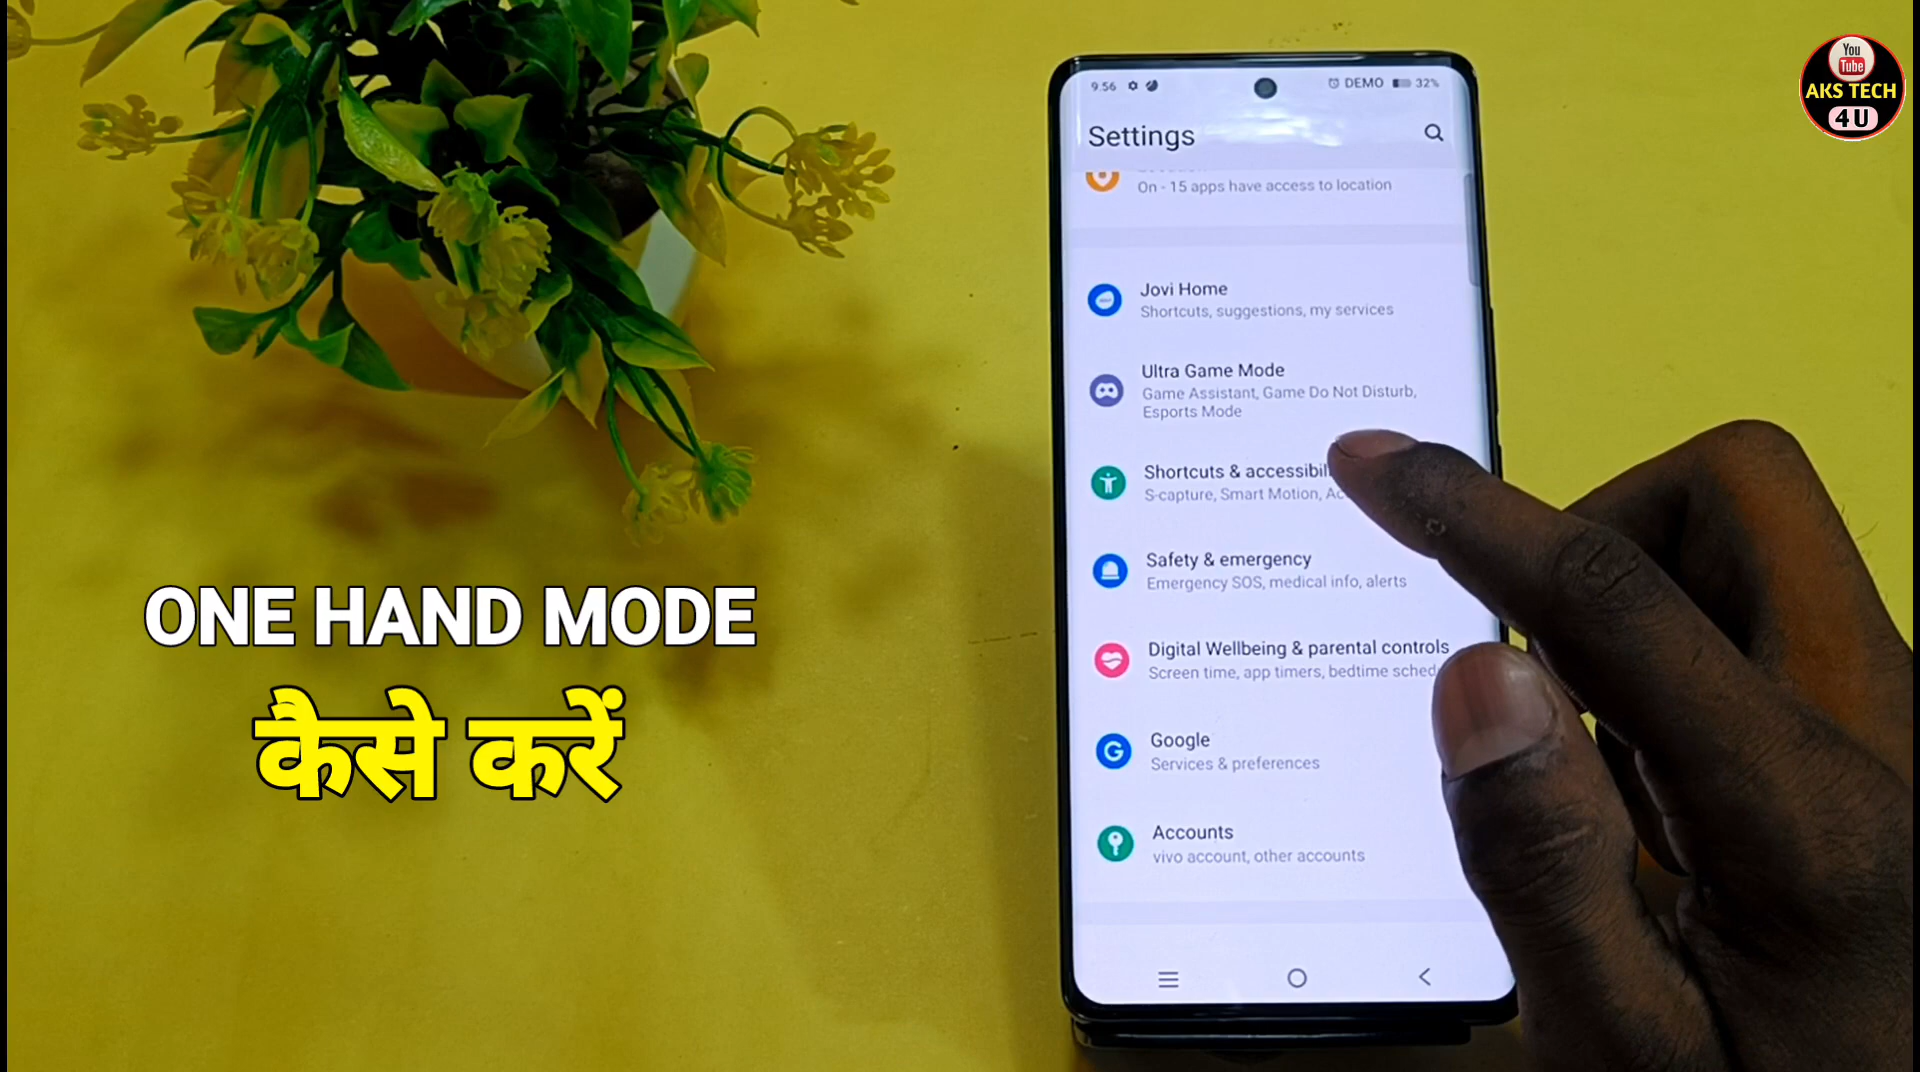 You
Tube
AKS TECH
4U
9.56 DEMO 32%
Settings
On - 15 apps have access to location
Jovi Home
Shortcuts, suggestions, my services
Ultra Game Mode
Game Assistant, Game Do Not Disturb,
Esports Mode
Shortcuts & accessibil
S-capture, Smart Motion, Ac
Safety & emergency
Emergency SOS, medical info, alerts
Digital Wellbeing & parental controls
Screen time, app timers, bedtime sched
Google
Services & preferences
Accounts
vivo account, other accounts
ONE HAND MODE
कैसे करें